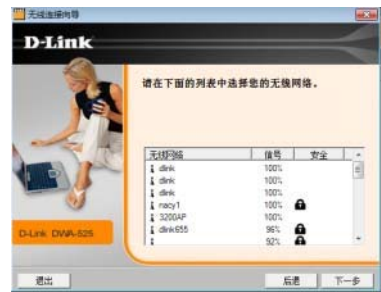 无线连接向导
D-Link
请在下面的列表中选择您的无线网络。
无线网络 信号 安全
dlink 100%
dlink 100%
dlink 100%
nacy1 100%
3200AP 100%
dlink655 96%
92%
D-Link DWA-525
退出 后退 下一步